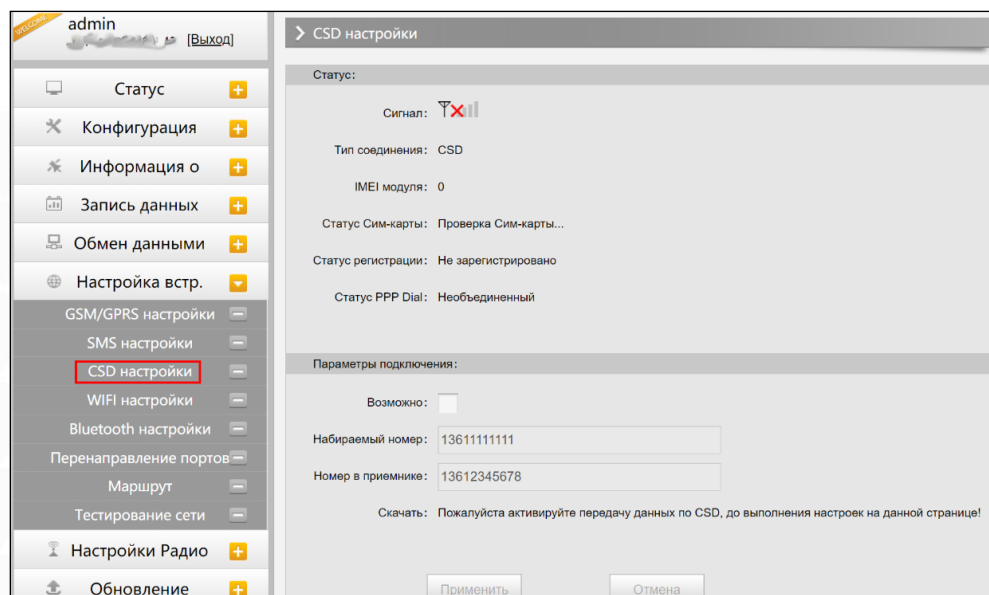 WELCOME
admin
[Выход]
Статус
Конфигурация
Информация о
Запись данных
Обмен данными
Настройка встр.
GSM/GPRS настройки
SMS настройки
CSD настройки
WIFI настройки
Bluetooth настройки
Перенаправление портов
Маршрут
Тестирование сети
Настройки Радио
Обновление
CSD настройки
Статус:
Сигнал:
Тип соединения: CSD
IMEI модуля: 0
Статус Сим-карты: Проверка Сим-карты...
Статус регистрации: Не зарегистрировано
Статус PPP Dial: Необъединенный
Параметры подключения:
Возможно:
Набираемый номер: 13611111111
Номер в приемнике: 13612345678
Скачать: Пожалуйста активируйте передачу данных по CSD, до выполнения настроек на данной странице!
Применить Отмена